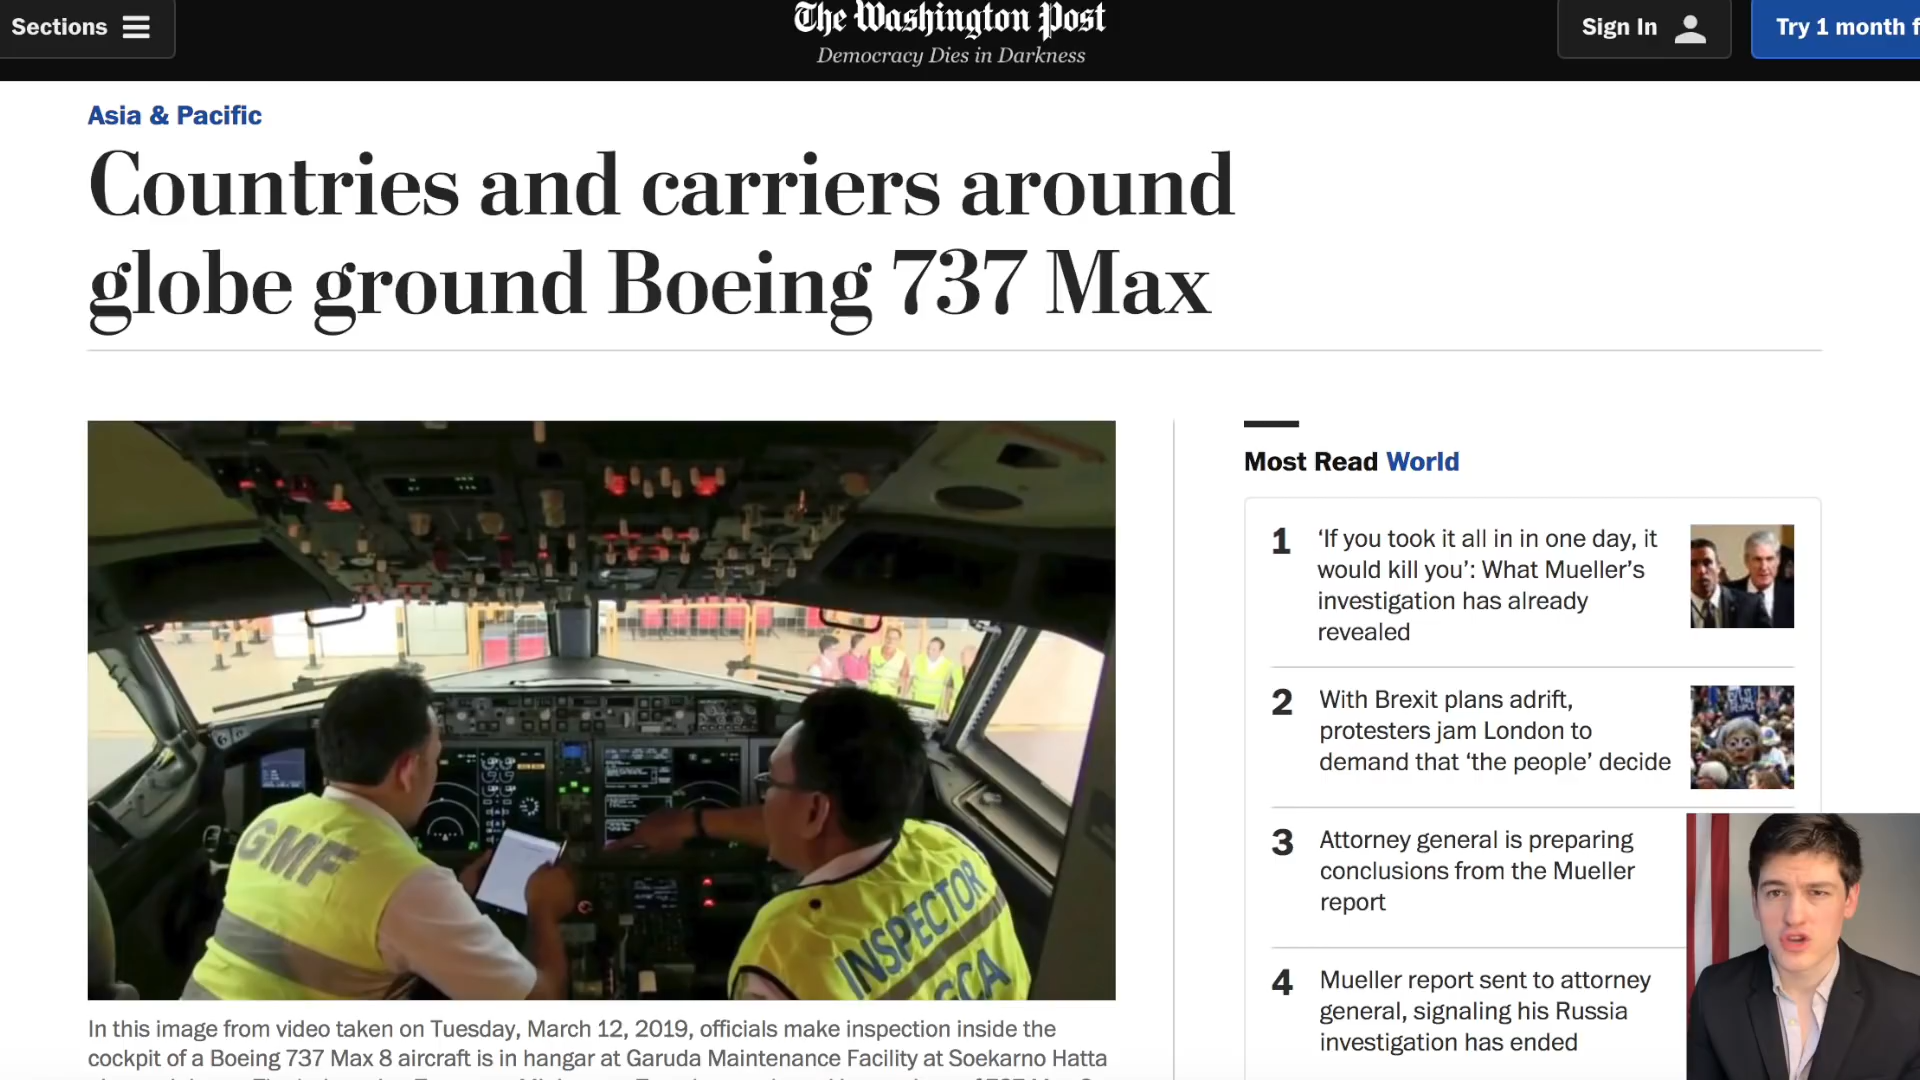 Sections
The Washington Post
Democracy Dies in Darkness
Sign In
Try 1 month f
Asia & Pacific
Countries and carriers around
globe ground Boeing 737 Max
GMF
INSPECTOR
Most Read World
1 ‘If you took it all in in one day, it
would kill you’: What Mueller’s
investigation has already
revealed
2 With Brexit plans adrift,
protesters jam London to
demand that ‘the people’ decide
3 Attorney general is preparing
conclusions from the Mueller
report
4 Mueller report sent to attorney
general, signaling his Russia
investigation has ended
In this image from video taken on Tuesday, March 12, 2019, officials make inspection inside the
cockpit of a Boeing 737 Max 8 aircraft is in hangar at Garuda Maintenance Facility at Soekarno Hatta